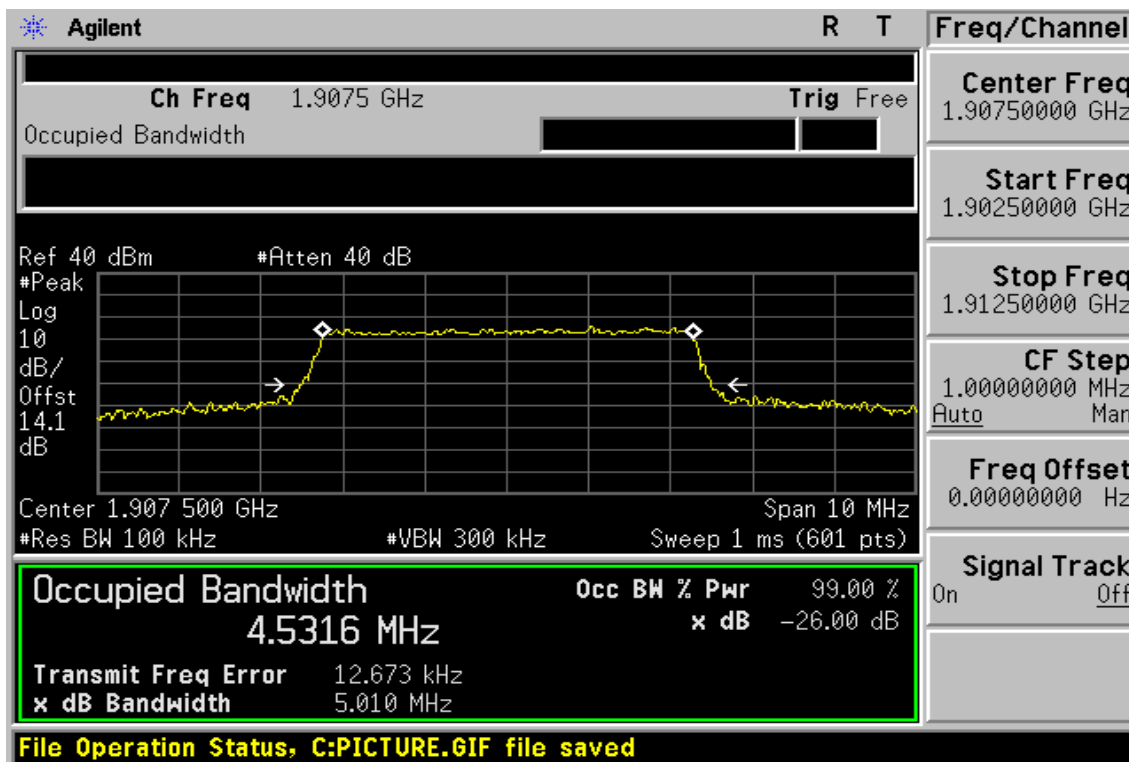 Agilent R T
Ch Freq 1.9075 GHz Trig Free
Occupied Bandwidth
Ref 40 dBm #Atten 40 dB
#Peak
Log
10
dB/
Offst
14.1
dB
Center 1.907 500 GHz Span 10 MHz
#Res BW 100 kHz #VBW 300 kHz Sweep 1 ms (601 pts)
Occupied Bandwidth Occ BW % Pwr 99.00 %
4.5316 MHz x dB -26.00 dB
Transmit Freq Error 12.673 kHz
x dB Bandwidth 5.010 MHz
File Operation Status, C:PICTURE.GIF file saved
Freq/Channel
Center Freq
1.90750000 GHz
Start Freq
1.90250000 GHz
Stop Freq
1.91250000 GHz
CF Step
1.00000000 MHz
Auto Man
Freq Offset
0.00000000 Hz
Signal Track
On Off